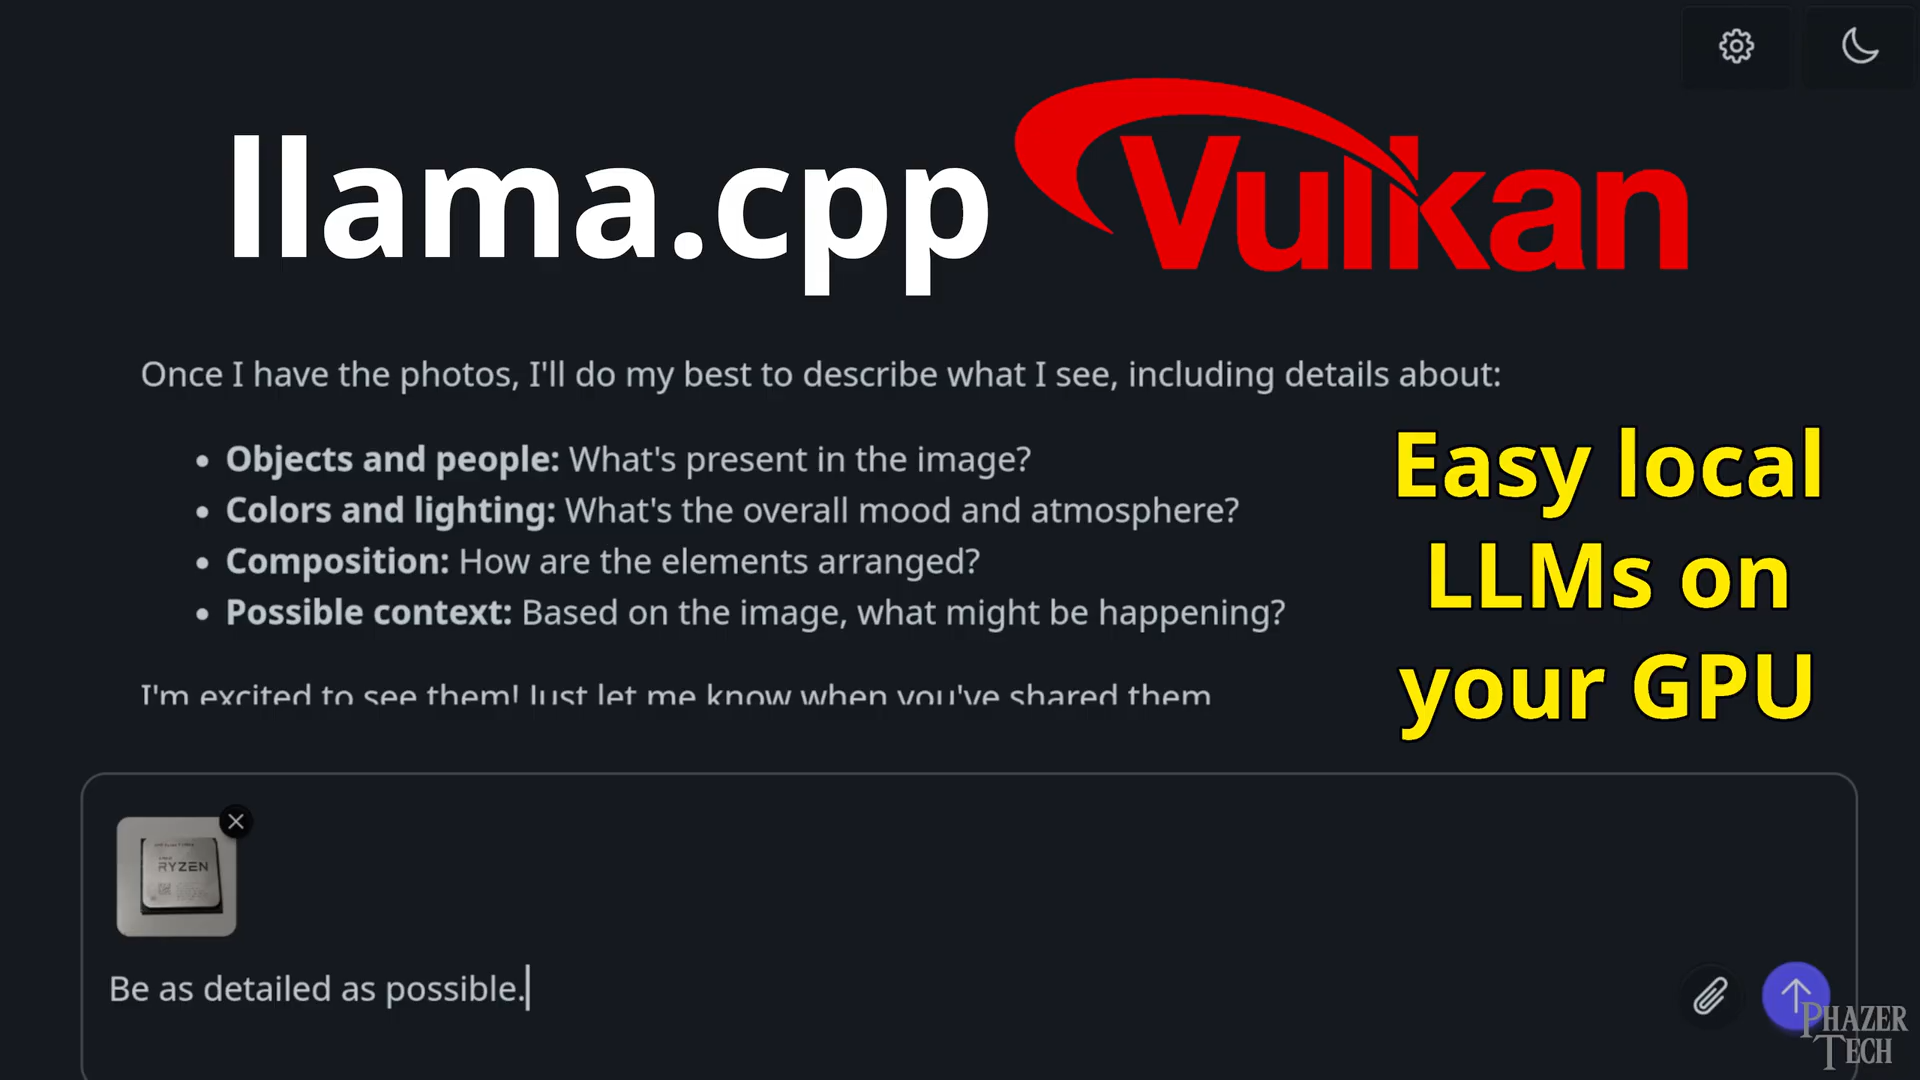 llama.cpp Vulkan
Once I have the photos, I'll do my best to describe what I see, including details about:
• Objects and people: What's present in the image?
• Colors and lighting: What's the overall mood and atmosphere?
• Composition: How are the elements arranged?
• Possible context: Based on the image, what might be happening?
I'm excited to see them! Just let me know when you've shared them
Easy local
LLMs on
your GPU
RYZEN
Be as detailed as possible.
PHAZER
TECH